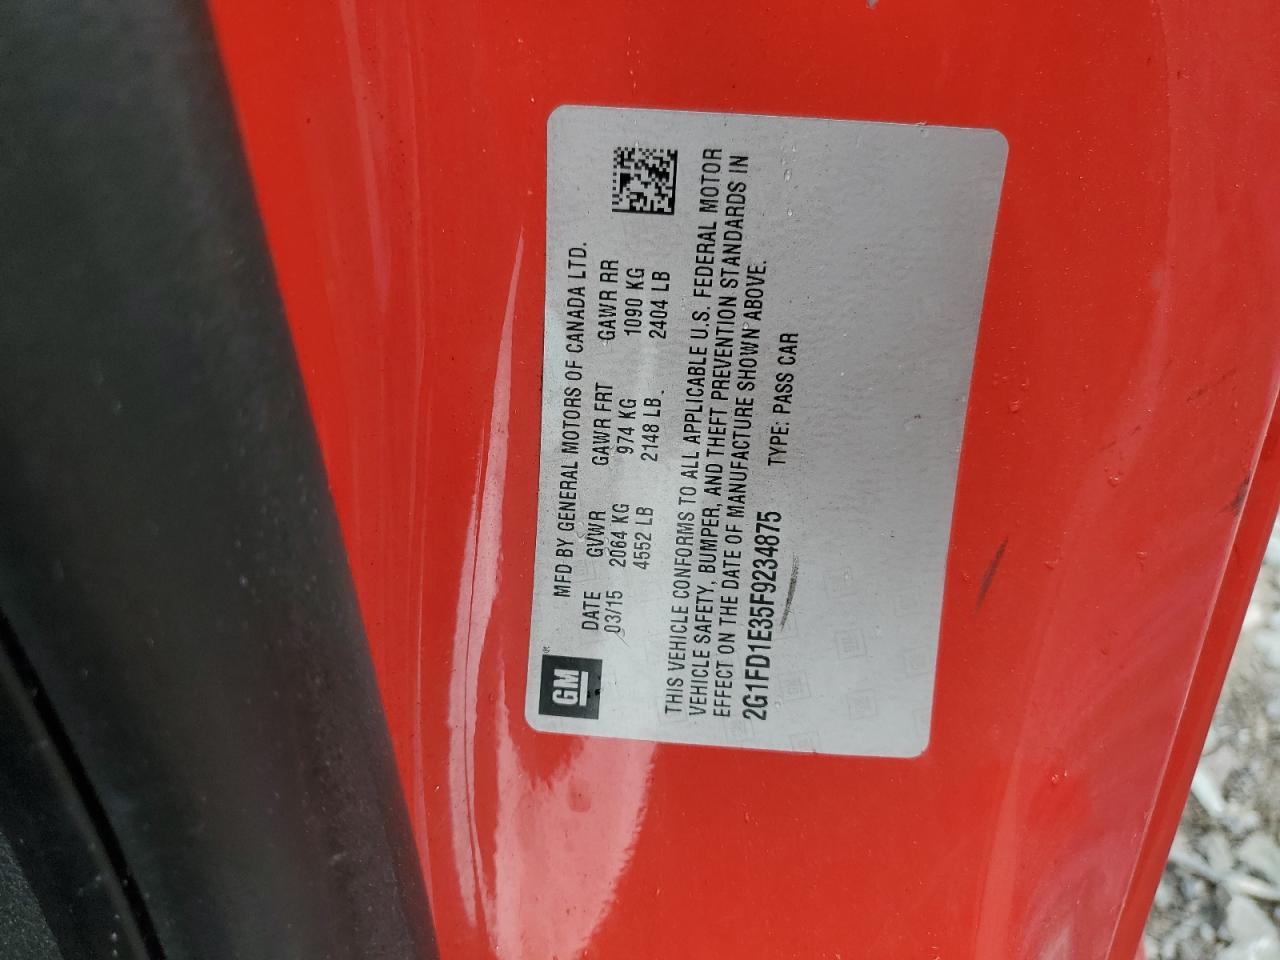 GM
MFD BY GENERAL MOTORS OF CANADA LTD.
DATE GVWR GAWR FRT GAWR RR
03/15 2064 KG 974 KG 1090 KG
4552 LB 2148 LB 2404 LB
THIS VEHICLE CONFORMS TO ALL APPLICABLE U.S. FEDERAL MOTOR
VEHICLE SAFETY, BUMPER, AND THEFT PREVENTION STANDARDS IN
EFFECT ON THE DATE OF MANUFACTURE SHOWN ABOVE.
2G1FD1E35F9234875 TYPE: PASS CAR